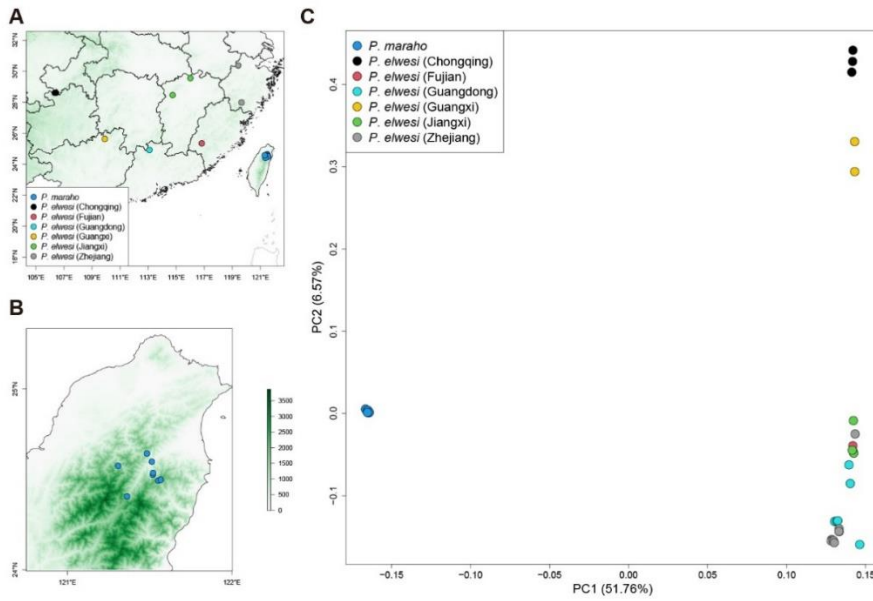 A
32°N
30°N
28°N
26°N
24°N
22°N
20°N
18°N
P. maraho
P. elwesi (Chongqing)
P. elwesi (Fujian)
P. elwesi (Guangdong)
P. elwesi (Guangxi)
P. elwesi (Jiangxi)
P. elwesi (Zhejiang)
105°E 107°E 109°E 111°E 113°E 115°E 117°E 119°E 121°E
B
25°N
24°N
121°E 122°E
3500
3000
2500
2000
1500
1000
500
0
C
P. maraho
P. elwesi (Chongqing)
P. elwesi (Fujian)
P. elwesi (Guangdong)
P. elwesi (Guangxi)
P. elwesi (Jiangxi)
P. elwesi (Zhejiang)
PC2 (6.57%)
0.4
0.3
0.2
0.1
0.0
−0.1
−0.15 −0.10 −0.05 0.00 0.05 0.10 0.15
PC1 (51.76%)